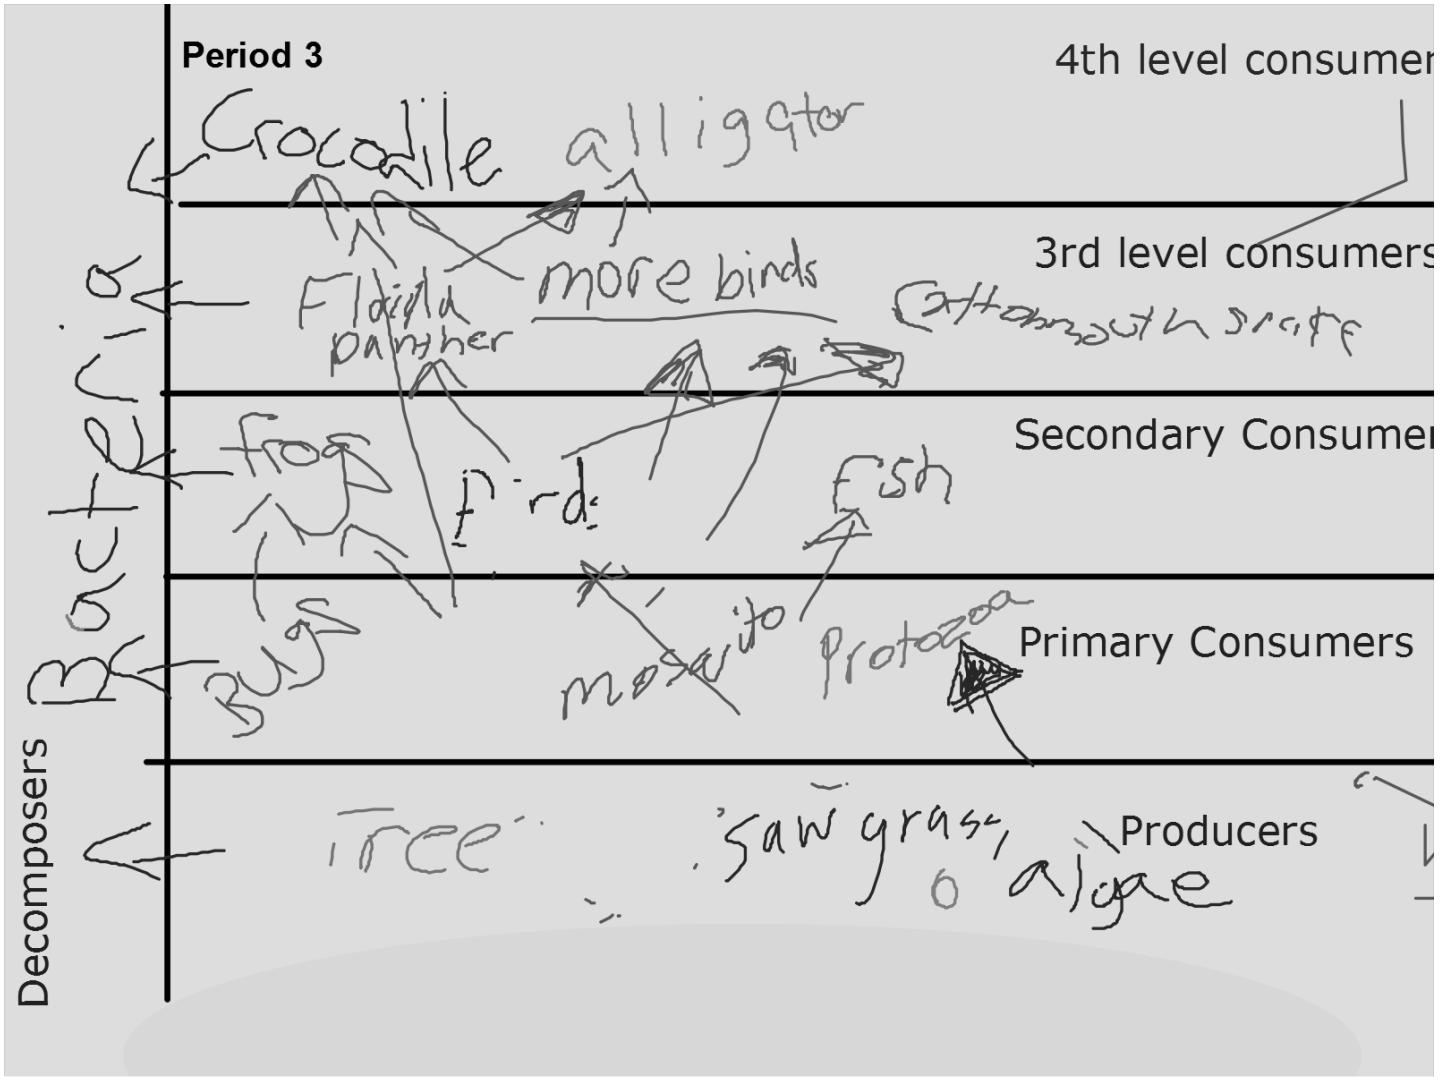 Period 3
4th level consumer
Crocodile alligator
3rd level consumers
Florida more birds
panther
Cottonmouth snake
Secondary Consumer
frog
Bird
fish
Primary Consumers
Bugs mosquito Protozoa
Producers
Tree saw grass,
algae
Bacteria
Decomposers